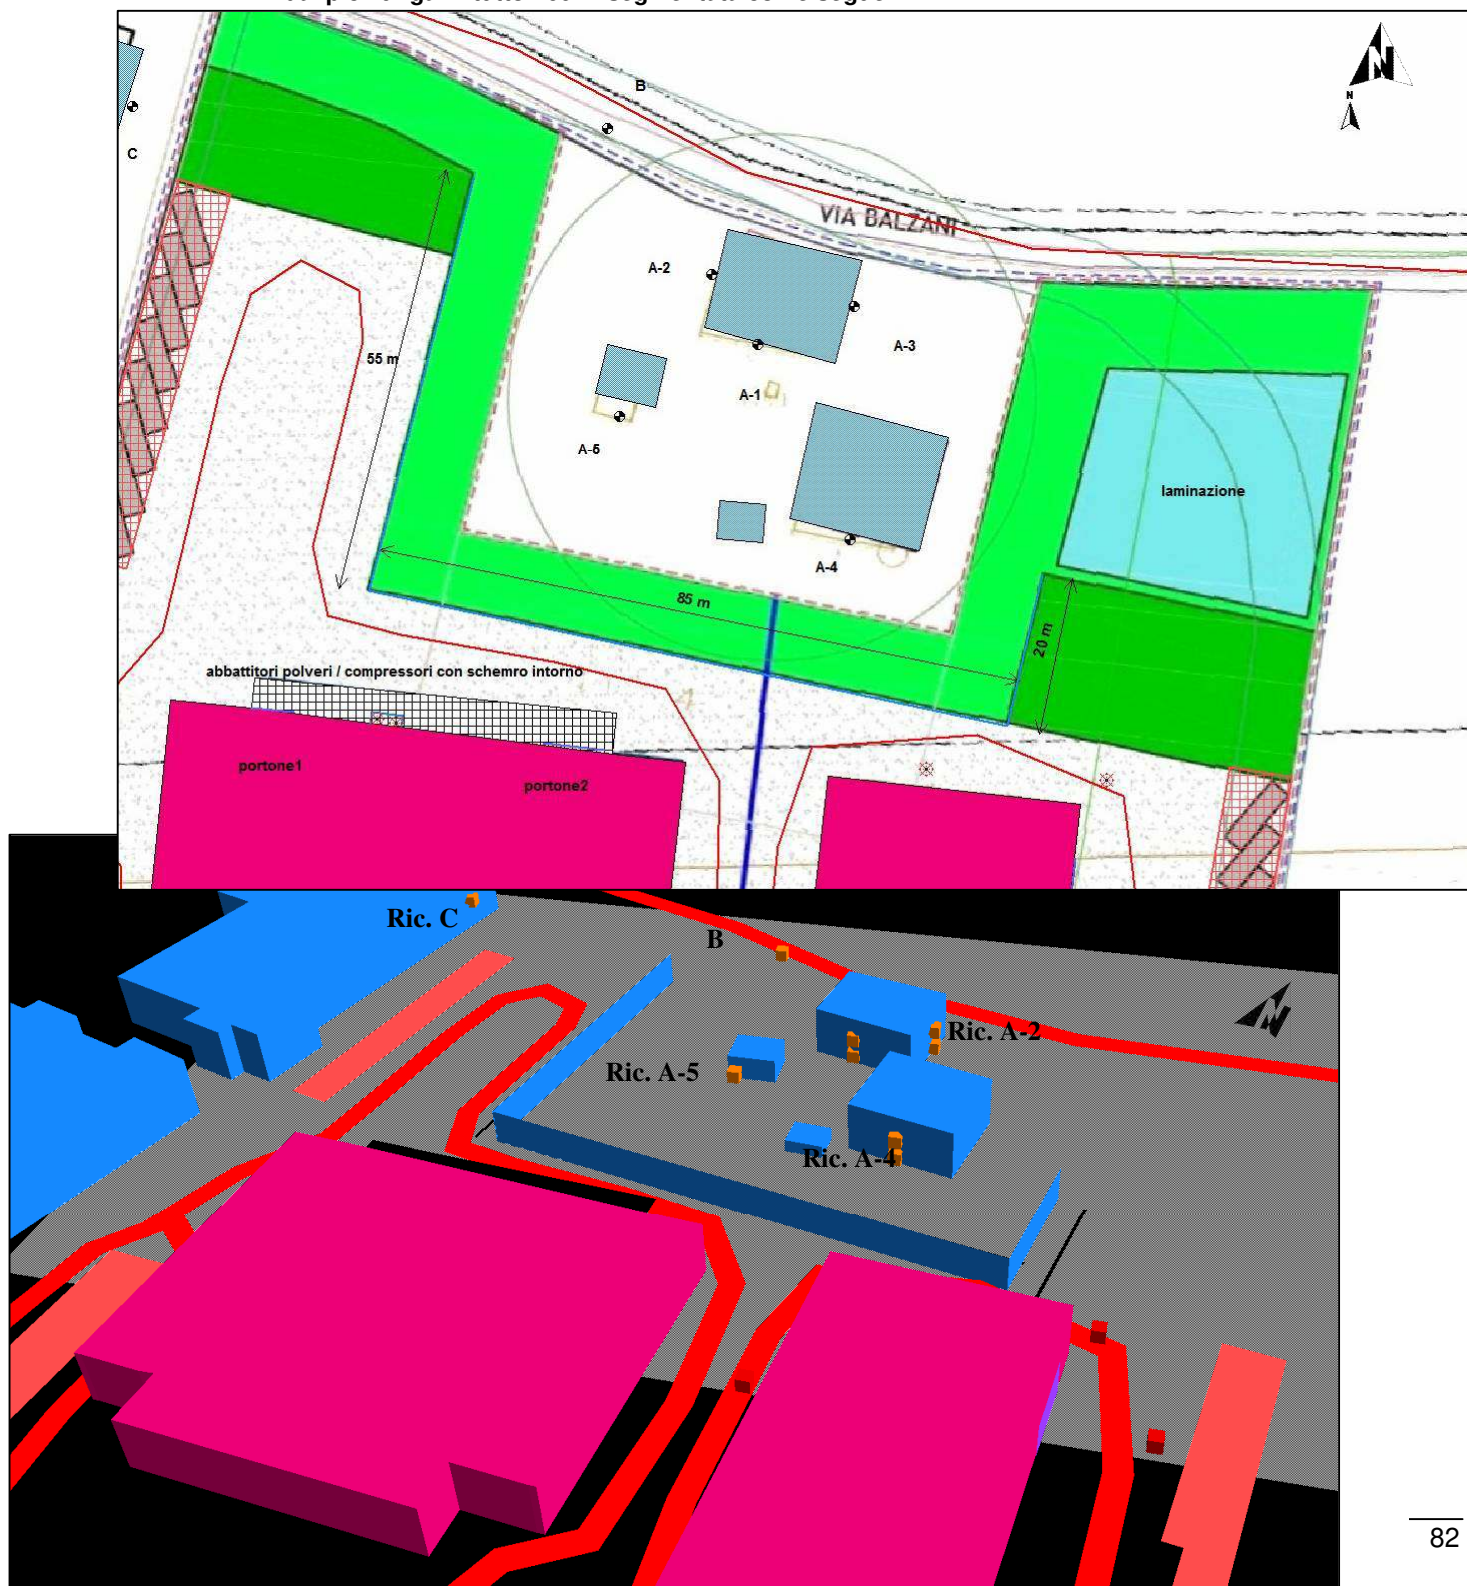 N
N
B
C
VIA BALZANI
A-2
A-3
55 m
A-1
A-5
laminazione
A-4
85 m
20 m
abbattitori polveri / compressori con schemro intorno
portone1
portone2
Ric. C
B
N
Ric. A-2
Ric. A-5
Ric. A-4
82